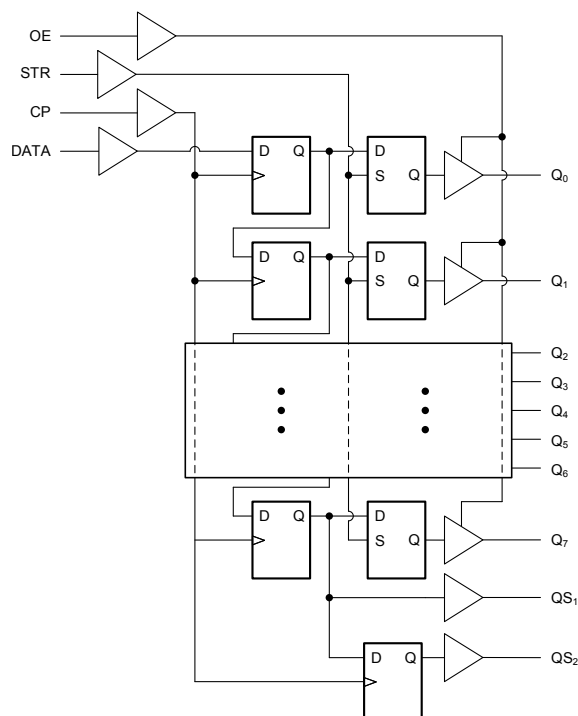 OE
STR
CP
DATA
D Q D
S Q
Q₀
D Q D
S Q
Q₁
Q₂
Q₃
Q₄
Q₅
Q₆
D Q D
S Q
Q₇
QS₁
D Q
QS₂